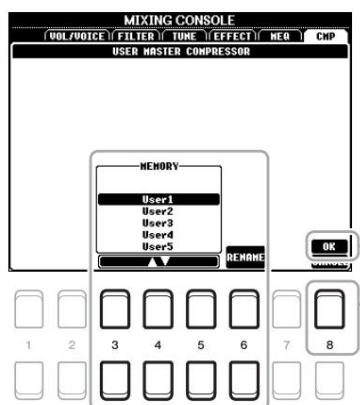 MIXING CONSOLE
VOL/VOICE FILTER TUNE EFFECT MEQ CMP
USER MASTER COMPRESSOR
MEMORY
User1
User2
User3
User4
User5
▲▼
RENAME
OK
1 2 3 4 5 6 7 8